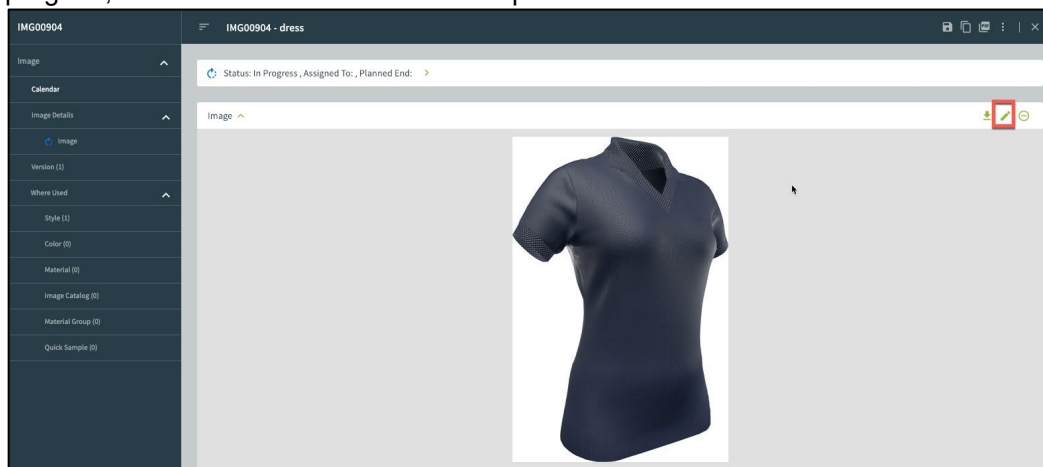 IMG00904
IMG00904 - dress
Image
Calendar
Image Details
Image
Version (1)
Where Used
Style (1)
Color (0)
Material (0)
Image Catalog (0)
Material Group (0)
Quick Sample (0)
Status: In Progress , Assigned To: , Planned End:
Image